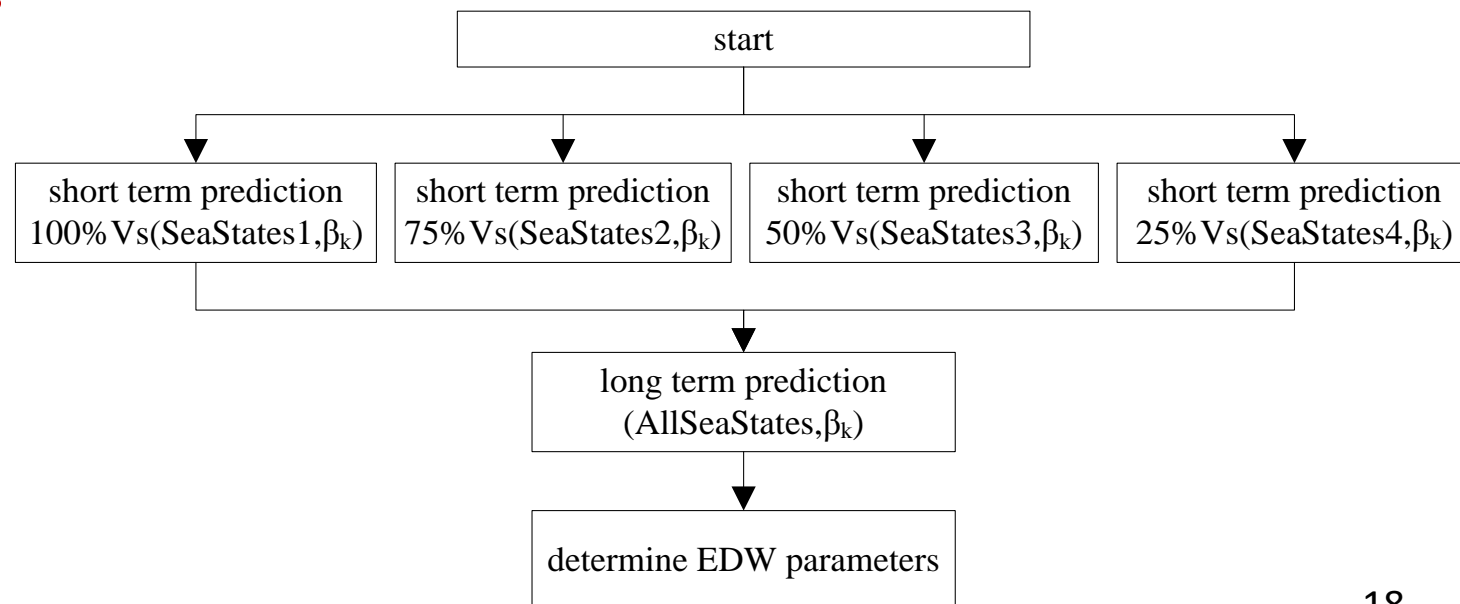 start
short term prediction
100% Vs(SeaStates1,βk)
short term prediction
75% Vs(SeaStates2,βk)
short term prediction
50% Vs(SeaStates3,βk)
short term prediction
25% Vs(SeaStates4,βk)
long term prediction
(AllSeaStates,βk)
determine EDW parameters
18